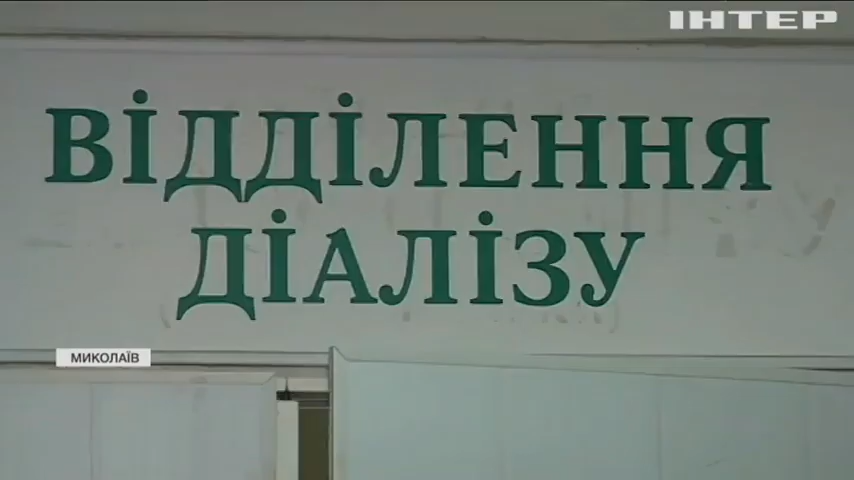 ІНТЕР
ВІДДІЛЕННЯ
ДІАЛІЗУ
МИКОЛАЇВ